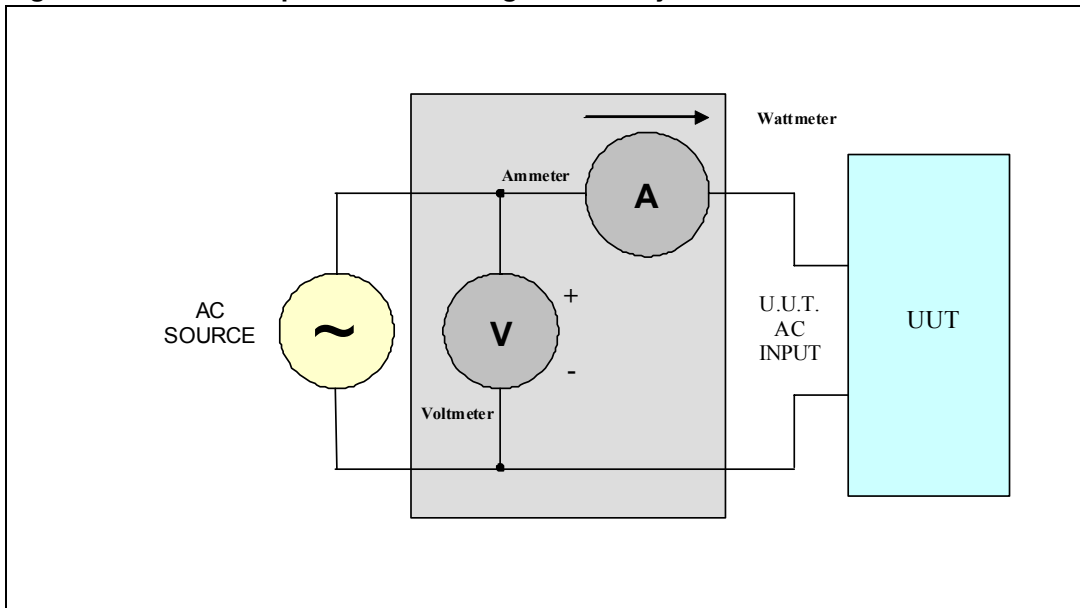 Wattmeter
Ammeter
A
AC
SOURCE
~
V
+
-
U.U.T.
AC
INPUT
UUT
Voltmeter